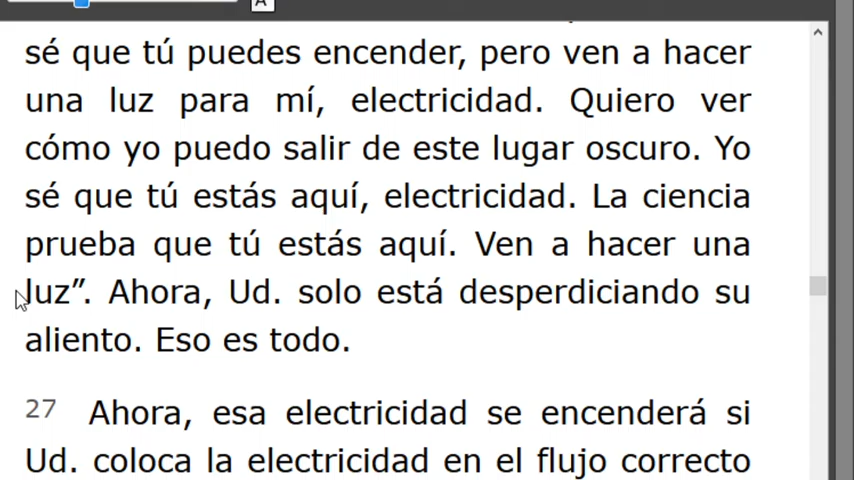 A
sé que tú puedes encender, pero ven a hacer
una luz para mí, electricidad. Quiero ver
cómo yo puedo salir de este lugar oscuro. Yo
sé que tú estás aquí, electricidad. La ciencia
prueba que tú estás aquí. Ven a hacer una
luz”. Ahora, Ud. solo está desperdiciando su
aliento. Eso es todo.
27 Ahora, esa electricidad se encenderá si
Ud. coloca la electricidad en el flujo correcto